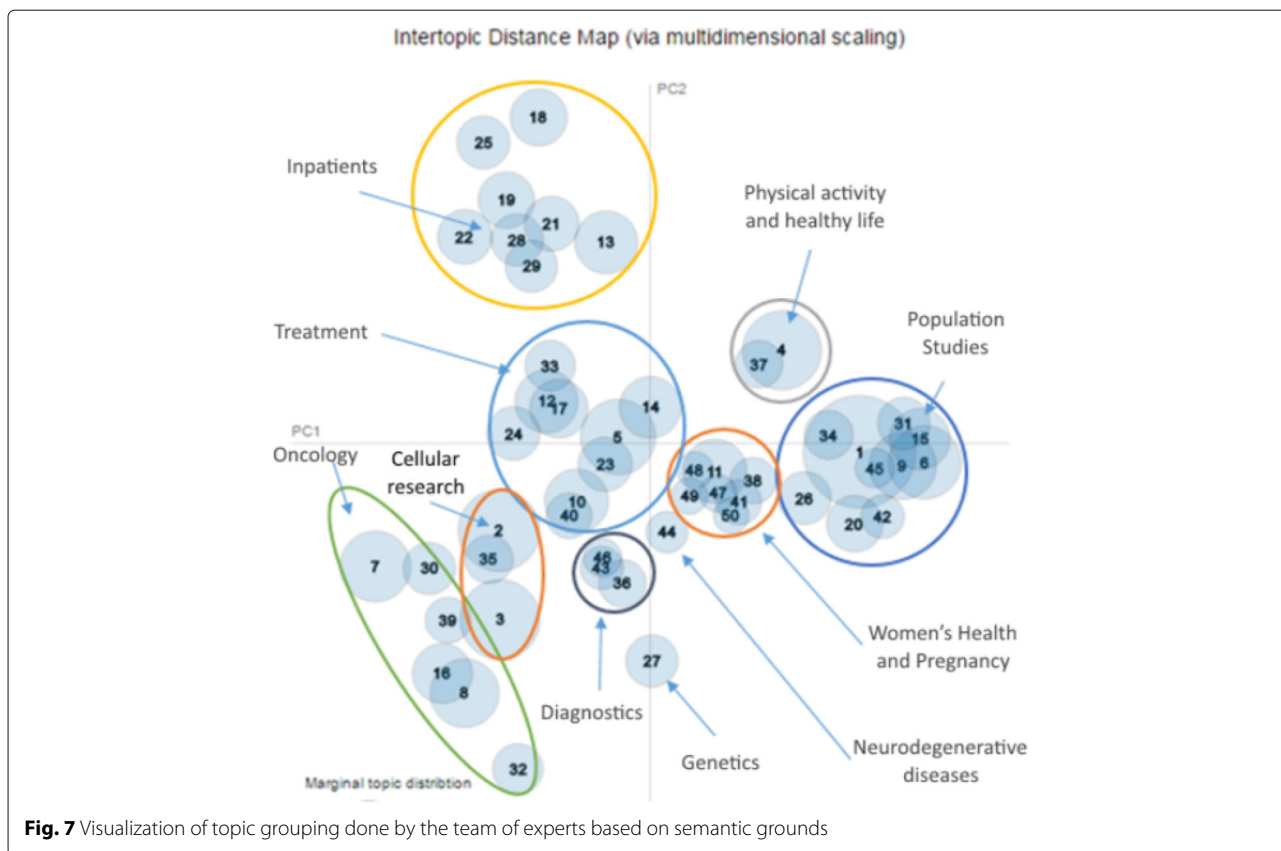 Intertopic Distance Map (via multidimensional scaling)
PC2
18
25
Inpatients
19
21
22
28
13
29
Physical activity
and healthy life
Treatment
Population
Studies
4
37
33
12
17
14
31
24
5
34
15
PC1
1
Oncology
Cellular
research
23
45
9
6
48
11
38
49
47
41
26
10
50
40
20
42
2
44
35
46
7
30
43
36
39
3
Women's Health
and Pregnancy
27
16
8
Diagnostics
Genetics
Neurodegenerative
diseases
32
Marginal topic distribtion
Fig. 7 Visualization of topic grouping done by the team of experts based on semantic grounds